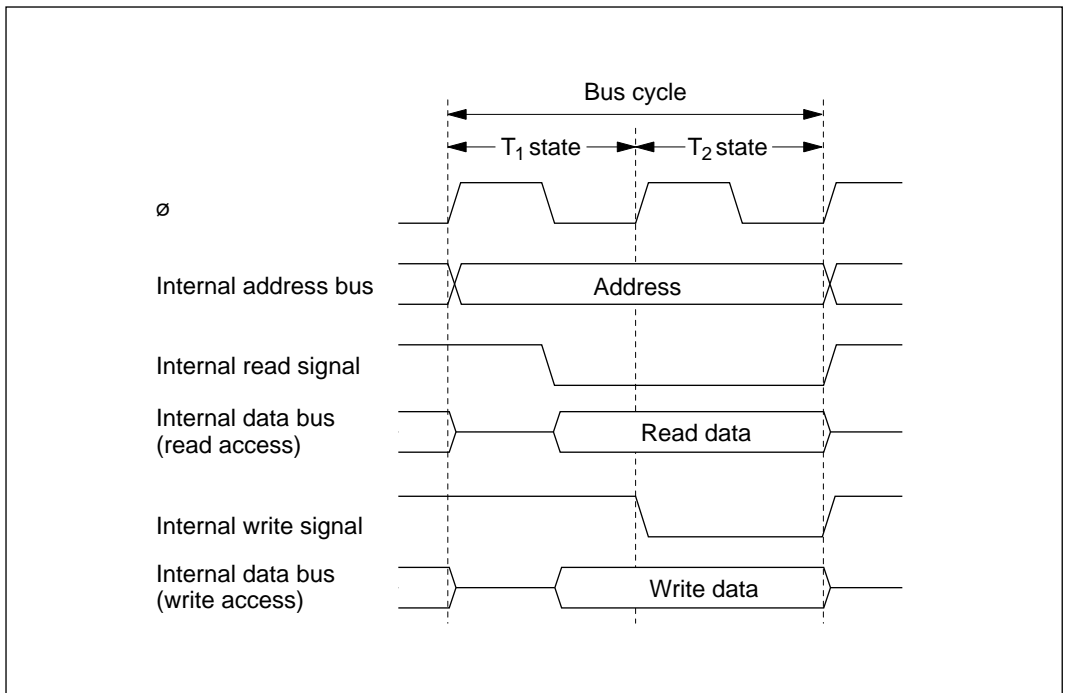 Bus cycle
T₁ state T₂ state
ø
Internal address bus Address
Internal read signal
Internal data bus
(read access) Read data
Internal write signal
Internal data bus
(write access) Write data